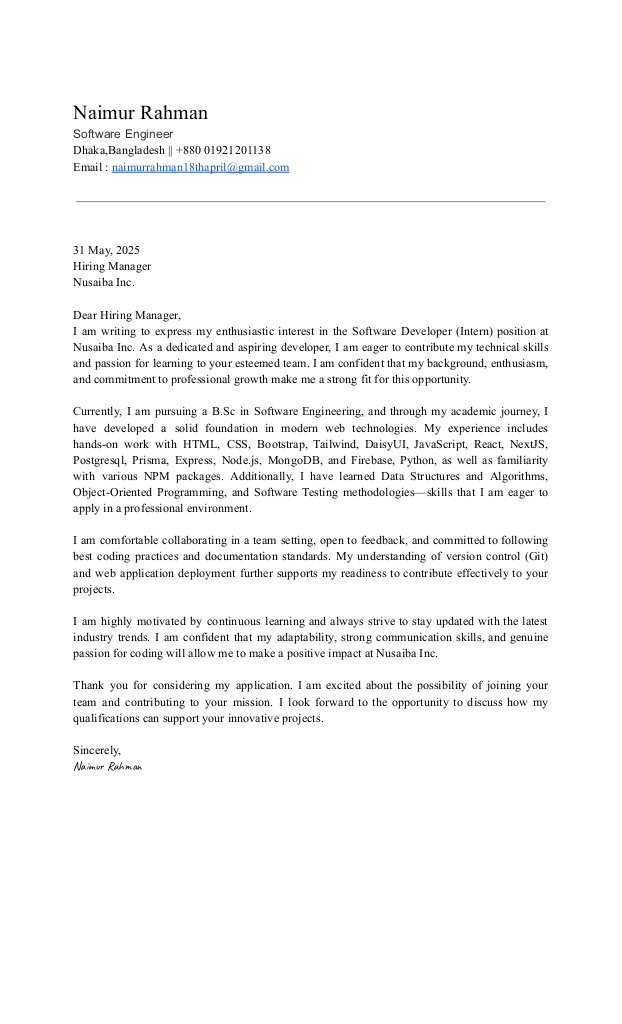 Naimur Rahman
Software Engineer
Dhaka,Bangladesh || +880 01921201138
Email : naimurrahman18thapril@gmail.com
31 May, 2025
Hiring Manager
Nusaiba Inc.
Dear Hiring Manager,
I am writing to express my enthusiastic interest in the Software Developer (Intern) position at
Nusaiba Inc. As a dedicated and aspiring developer, I am eager to contribute my technical skills
and passion for learning to your esteemed team. I am confident that my background, enthusiasm,
and commitment to professional growth make me a strong fit for this opportunity.
Currently, I am pursuing a B.Sc in Software Engineering, and through my academic journey, I
have developed a solid foundation in modern web technologies. My experience includes
hands-on work with HTML, CSS, Bootstrap, Tailwind, DaisyUI, JavaScript, React, NextJS,
Postgresql, Prisma, Express, Node.js, MongoDB, and Firebase, Python, as well as familiarity
with various NPM packages. Additionally, I have learned Data Structures and Algorithms,
Object-Oriented Programming, and Software Testing methodologies—skills that I am eager to
apply in a professional environment.
I am comfortable collaborating in a team setting, open to feedback, and committed to following
best coding practices and documentation standards. My understanding of version control (Git)
and web application deployment further supports my readiness to contribute effectively to your
projects.
I am highly motivated by continuous learning and always strive to stay updated with the latest
industry trends. I am confident that my adaptability, strong communication skills, and genuine
passion for coding will allow me to make a positive impact at Nusaiba Inc.
Thank you for considering my application. I am excited about the possibility of joining your
team and contributing to your mission. I look forward to the opportunity to discuss how my
qualifications can support your innovative projects.
Sincerely,
Naimur Rahman